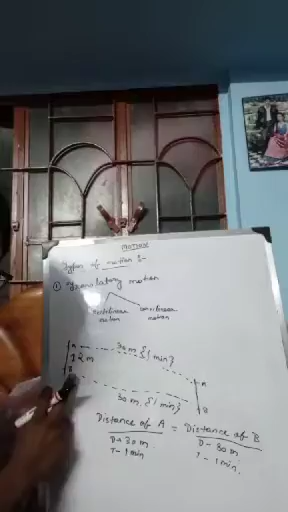 MOTION
Types of motion :-
① Translatory motion
Rectilinear motion
curvilinear motion
A
2 m
B
30 m {1 min}
A
B
30 m {1 min}
Distance of A = Distance of B
D → 30 m
T - 1 min
D - 30 m
T - 1 min.